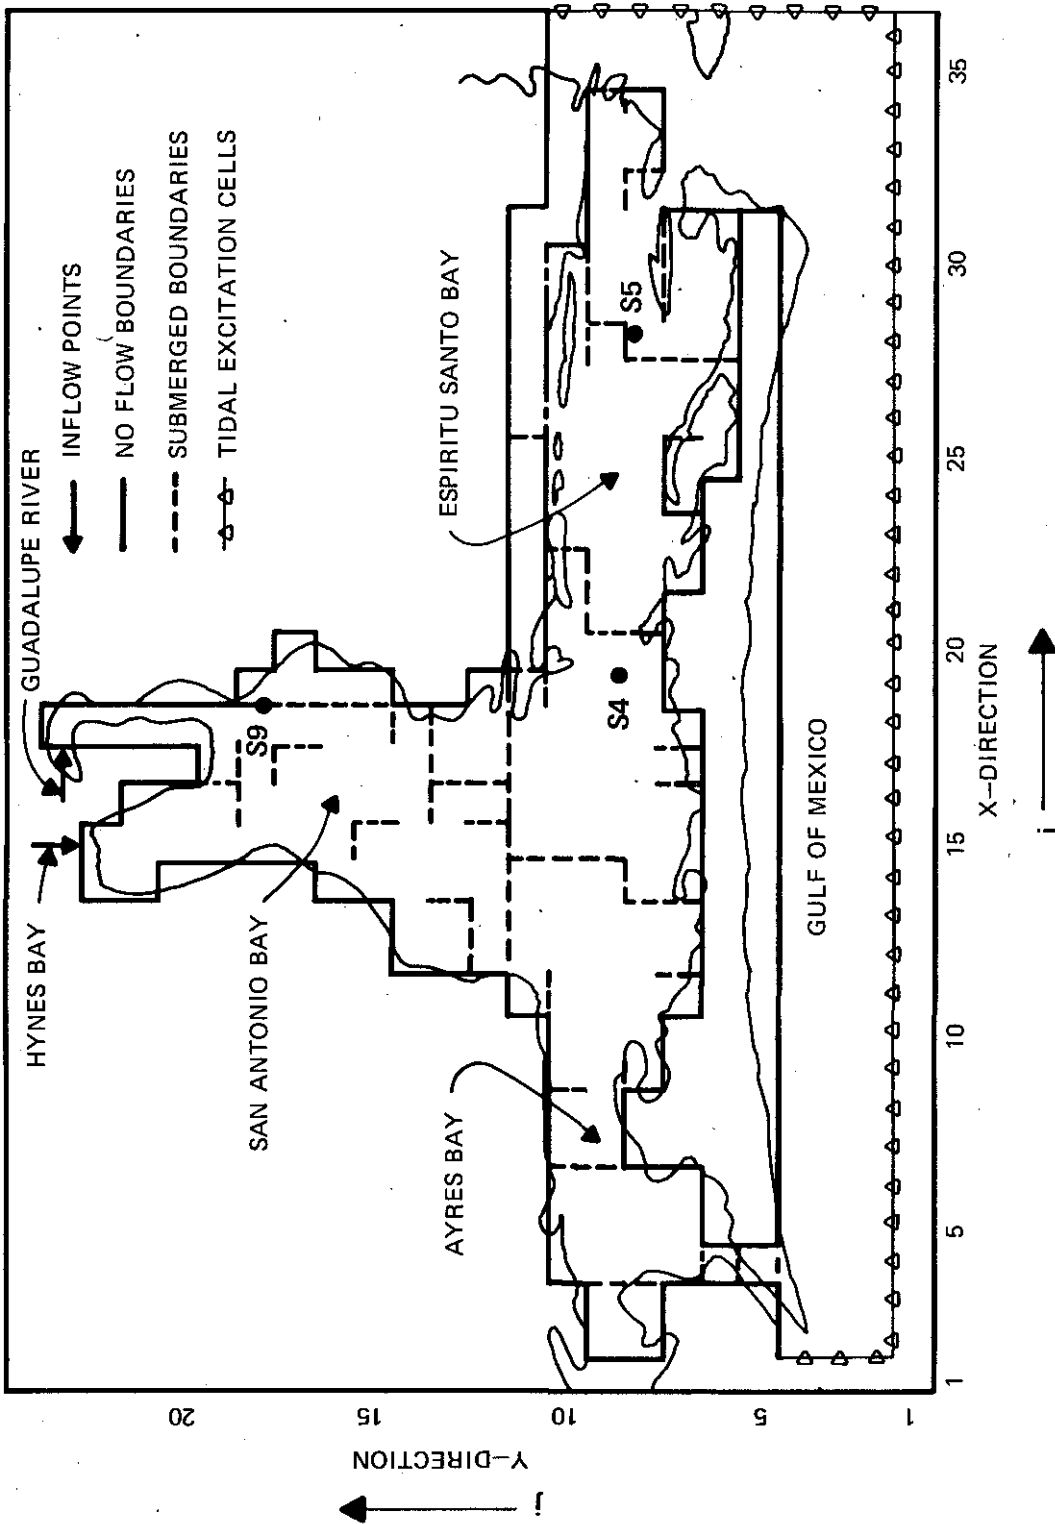 GUADALUPE RIVER
HYNES BAY
INFLOW POINTS
NO FLOW BOUNDARIES
SUBMERGED BOUNDARIES
TIDAL EXCITATION CELLS
SAN ANTONIO BAY
S9
AYRES BAY
ESPIRITU SANTO BAY
S4
S5
GULF OF MEXICO
20
15
10
5
1
Y–DIRECTION
j
1
5
10
15
20
25
30
35
X–DIRECTION
i